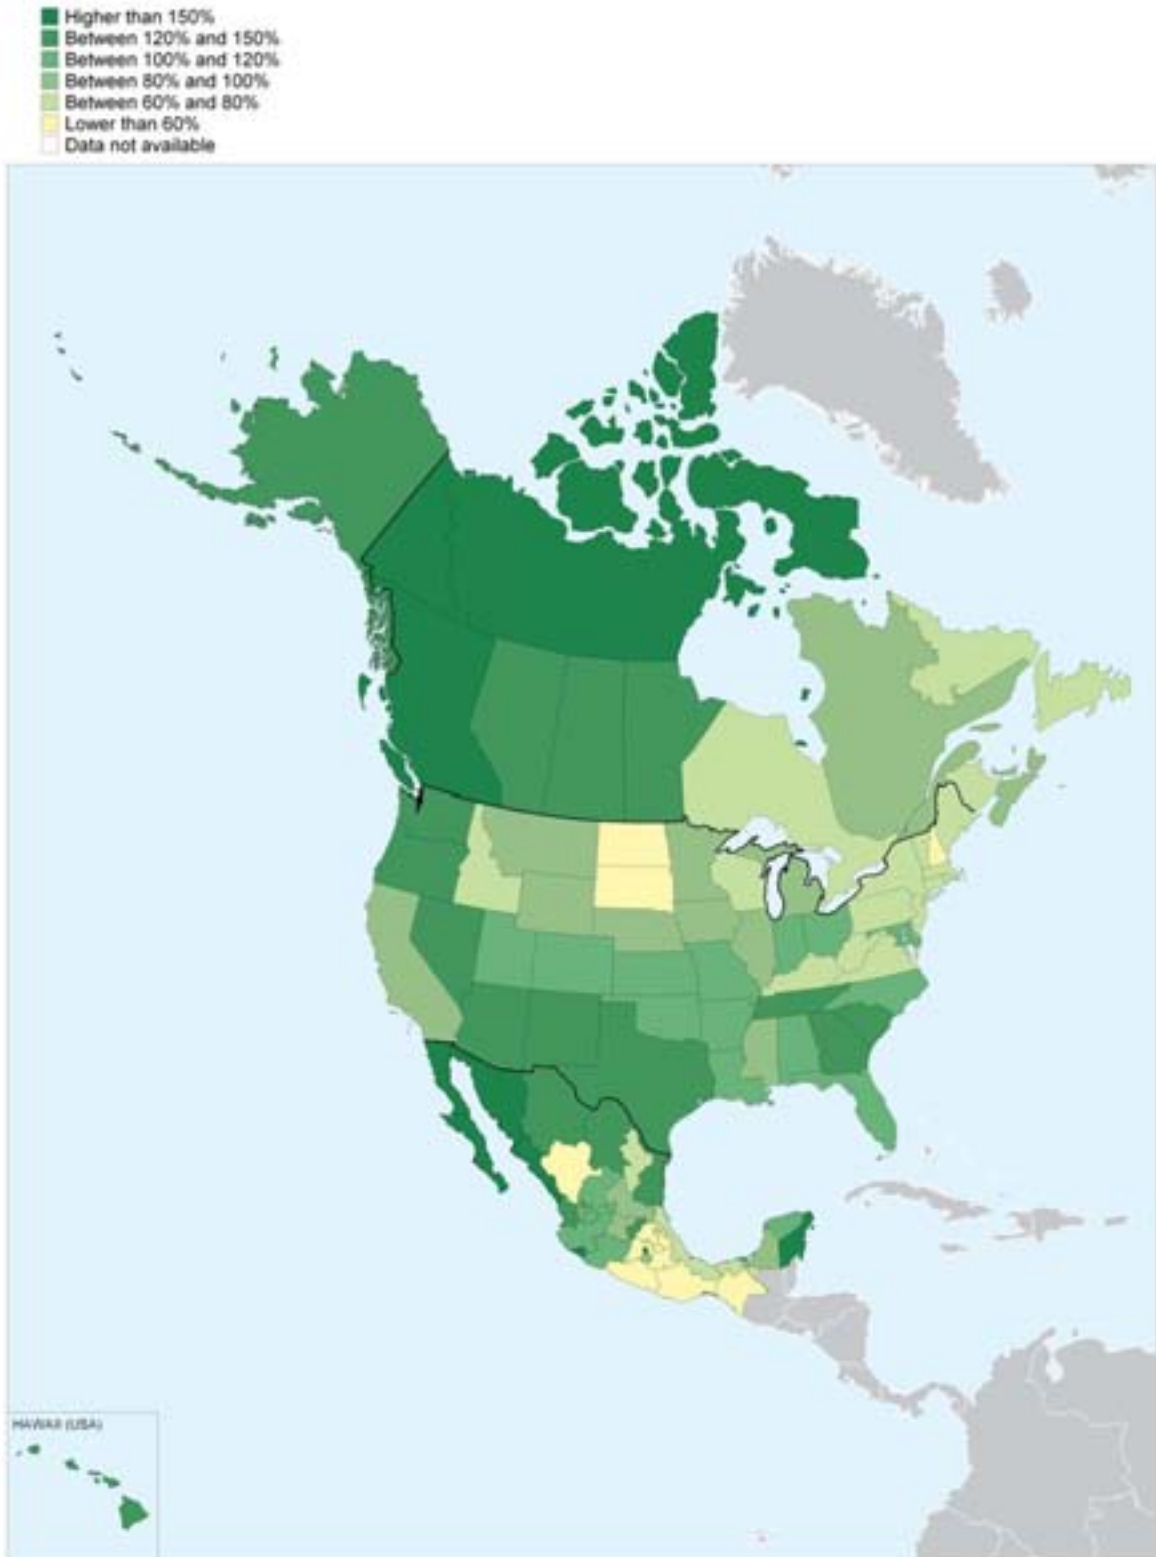 Higher than 150%
Between 120% and 150%
Between 100% and 120%
Between 80% and 100%
Between 60% and 80%
Lower than 60%
Data not available
HAWAII (USA)